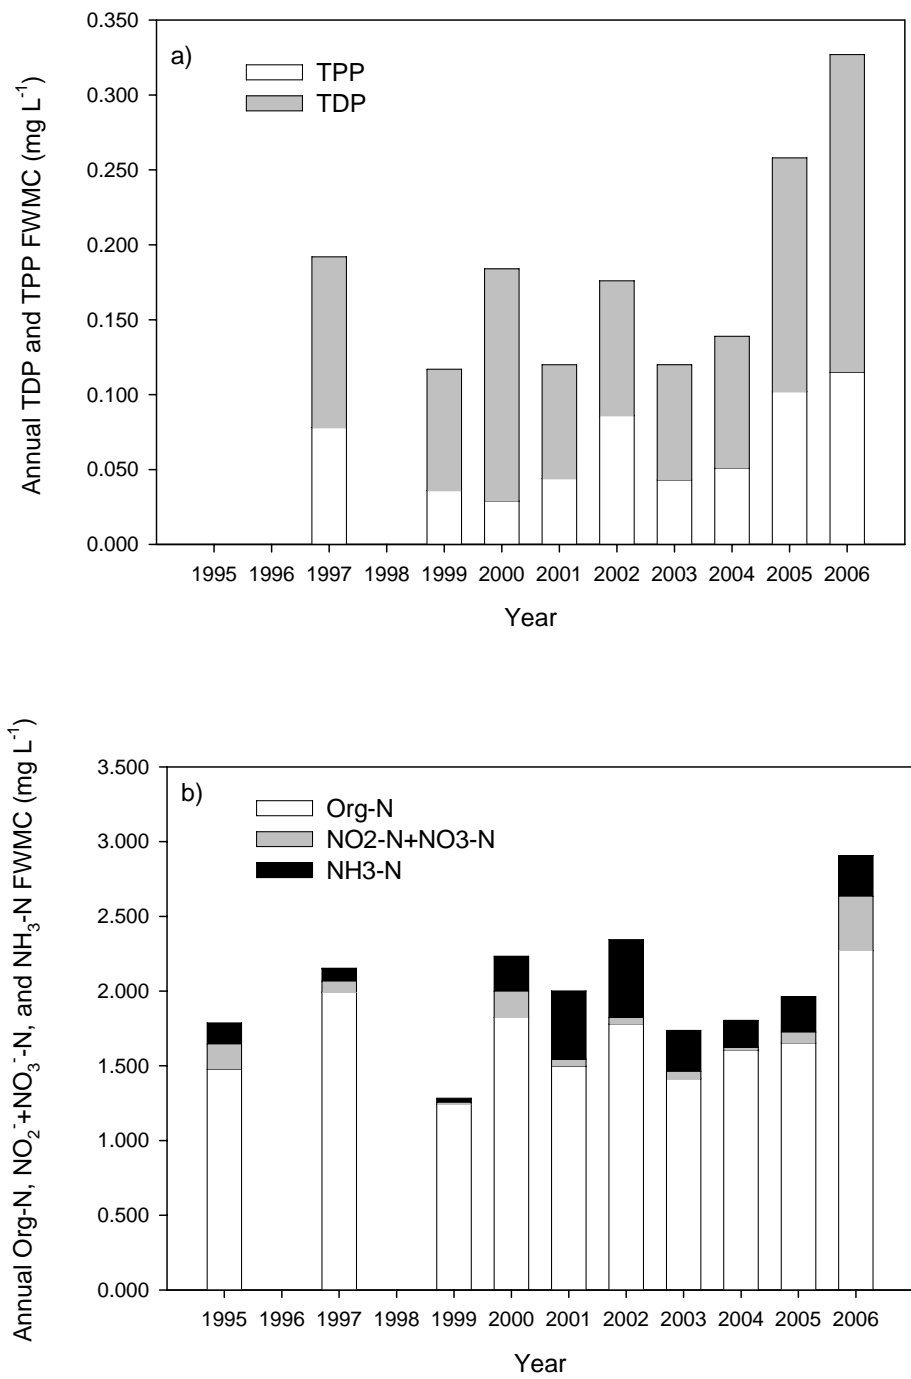 a)
TPP
TDP
Annual TDP and TPP FWMC (mg L⁻¹)
0.350
0.300
0.250
0.200
0.150
0.100
0.050
0.000
1995 1996 1997 1998 1999 2000 2001 2002 2003 2004 2005 2006
Year
b)
Org-N
NO2-N+NO3-N
NH3-N
Annual Org-N, NO₂⁻+NO₃⁻-N, and NH₃-N FWMC (mg L⁻¹)
3.500
3.000
2.500
2.000
1.500
1.000
0.500
0.000
1995 1996 1997 1998 1999 2000 2001 2002 2003 2004 2005 2006
Year